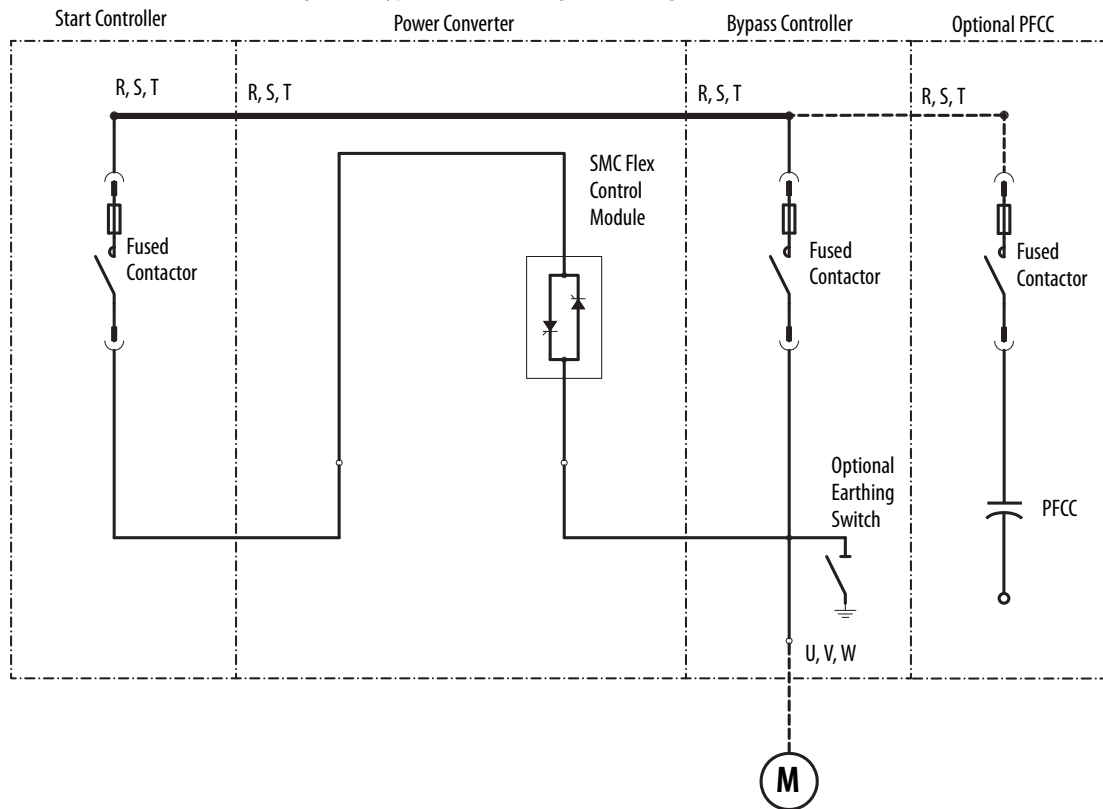 Start Controller
Power Converter
Bypass Controller
Optional PFCC
R, S, T
R, S, T
R, S, T
R, S, T
SMC Flex
Control
Module
Fused
Contactor
Fused
Contactor
Fused
Contactor
Optional
Earthing
Switch
PFCC
U, V, W
M